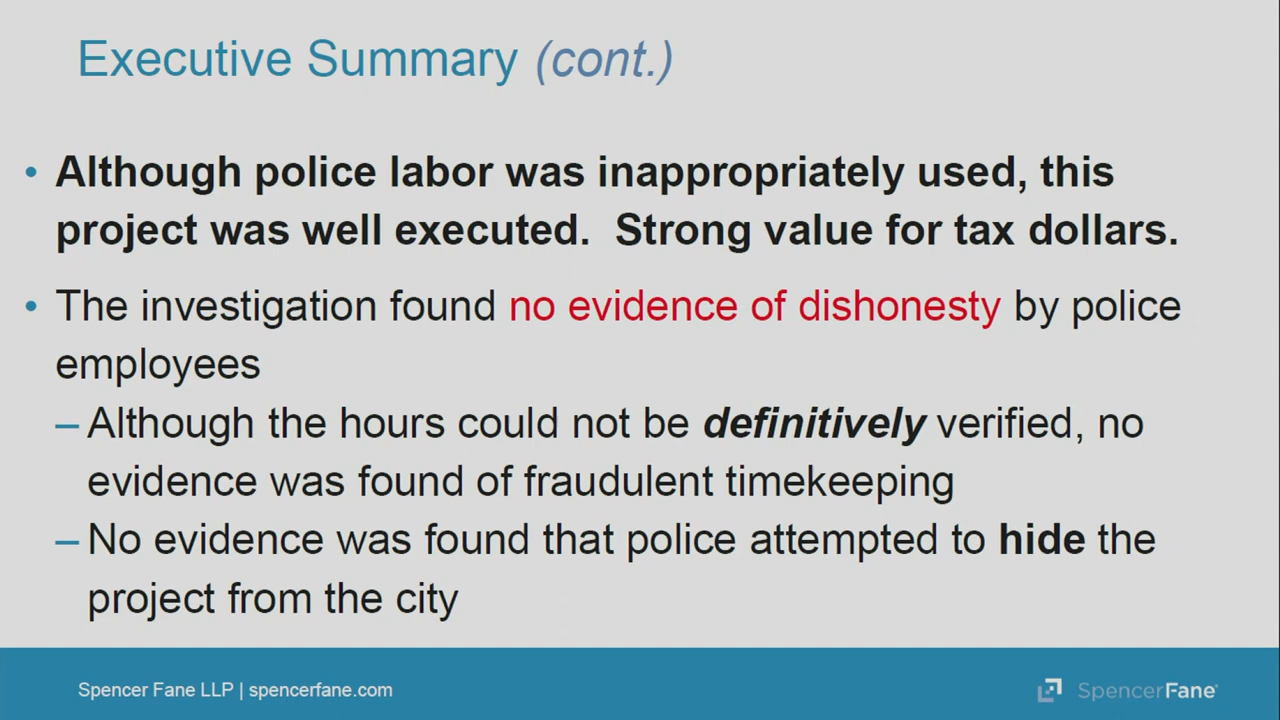 Executive Summary (cont.)
• Although police labor was inappropriately used, this
project was well executed.  Strong value for tax dollars.
• The investigation found no evidence of dishonesty by police
employees
– Although the hours could not be definitively verified, no
evidence was found of fraudulent timekeeping
– No evidence was found that police attempted to hide the
project from the city
Spencer Fane LLP | spencerfane.com
SpencerFane